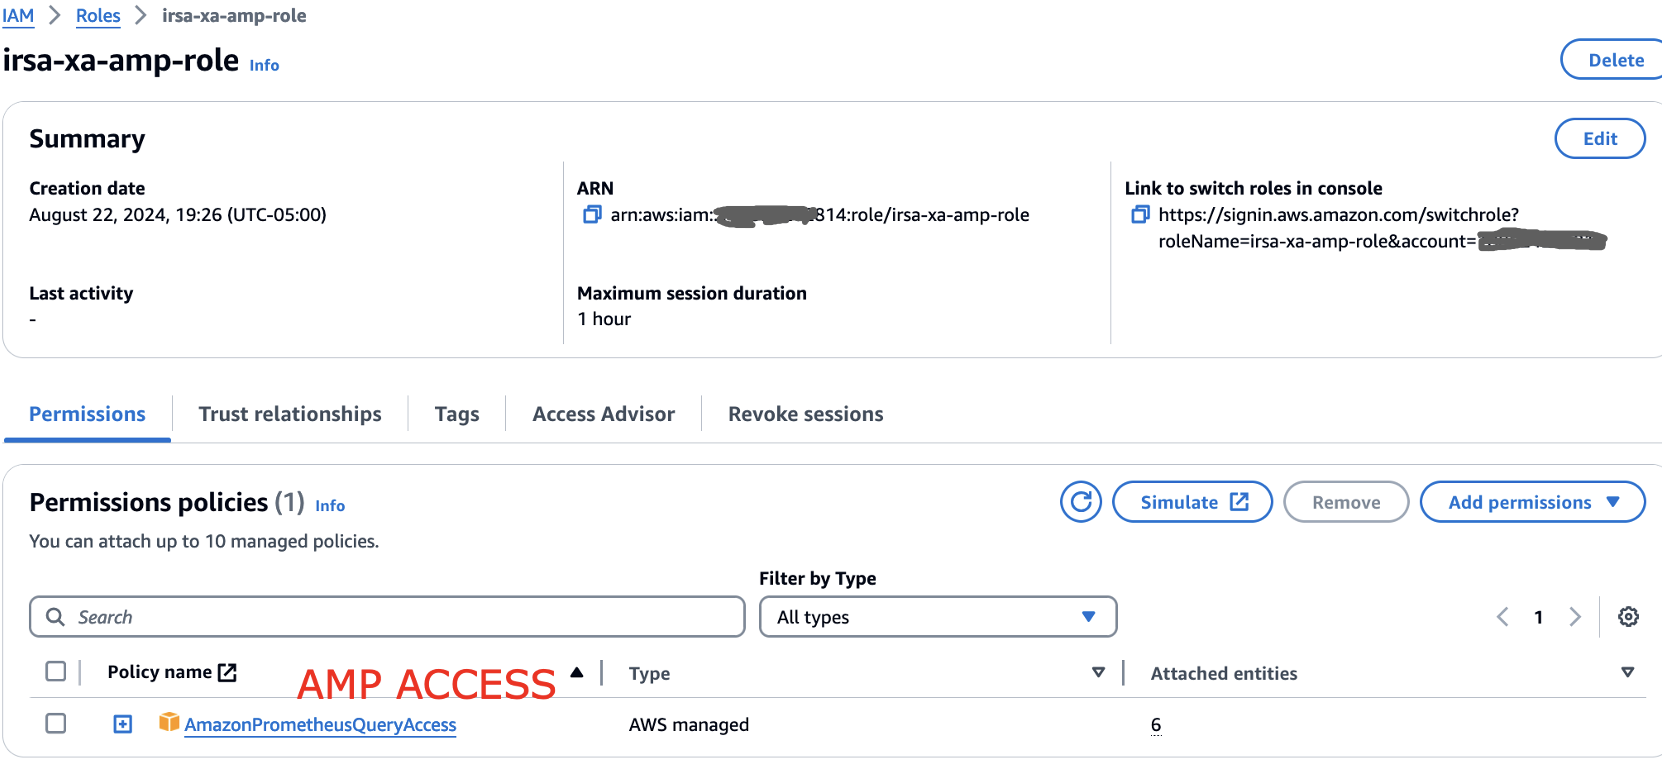 IAM > Roles > irsa-xa-amp-role
irsa-xa-amp-role Info
Delete
Summary
Edit
Creation date
August 22, 2024, 19:26 (UTC-05:00)
ARN
arn:aws:iam: 814:role/irsa-xa-amp-role
Link to switch roles in console
https://signin.aws.amazon.com/switchrole?
roleName=irsa-xa-amp-role&account=
Last activity
-
Maximum session duration
1 hour
Permissions
Trust relationships
Tags
Access Advisor
Revoke sessions
Permissions policies (1) Info
You can attach up to 10 managed policies.
Simulate
Remove
Add permissions
Search
Filter by Type
All types
1
Policy name
AMP ACCESS
Type
Attached entities
AmazonPrometheusQueryAccess
AWS managed
6